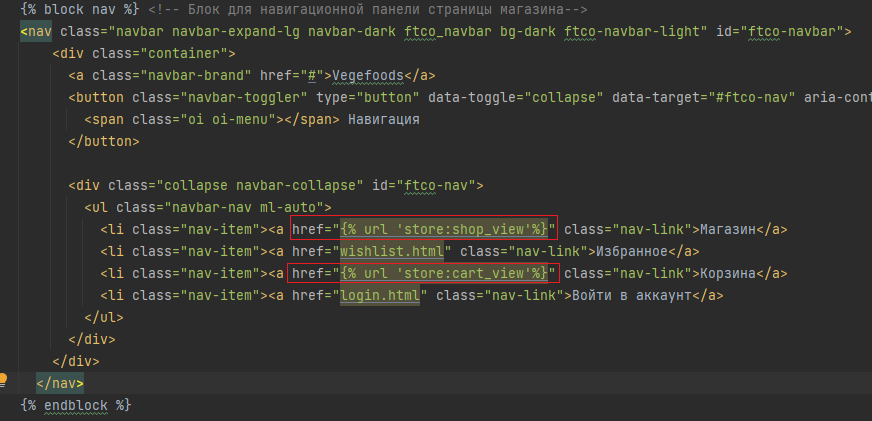 {% block nav %} <!-- Блок для навигационной панели страницы магазина-->
<nav class="navbar navbar-expand-lg navbar-dark ftco_navbar bg-dark ftco-navbar-light" id="ftco-navbar">
<div class="container">
<a class="navbar-brand" href="#">Vegefoods</a>
<button class="navbar-toggler" type="button" data-toggle="collapse" data-target="#ftco-nav" aria-cont
<span class="oi oi-menu"></span> Навигация
</button>
<div class="collapse navbar-collapse" id="ftco-nav">
<ul class="navbar-nav ml-auto">
<li class="nav-item"><a href="{% url 'store:shop_view'%}" class="nav-link">Магазин</a>
<li class="nav-item"><a href="wishlist.html" class="nav-link">Избранное</a>
<li class="nav-item"><a href="{% url 'store:cart_view'%}" class="nav-link">Корзина</a>
<li class="nav-item"><a href="login.html" class="nav-link">Войти в аккаунт</a>
</ul>
</div>
</div>
</nav>
{% endblock %}